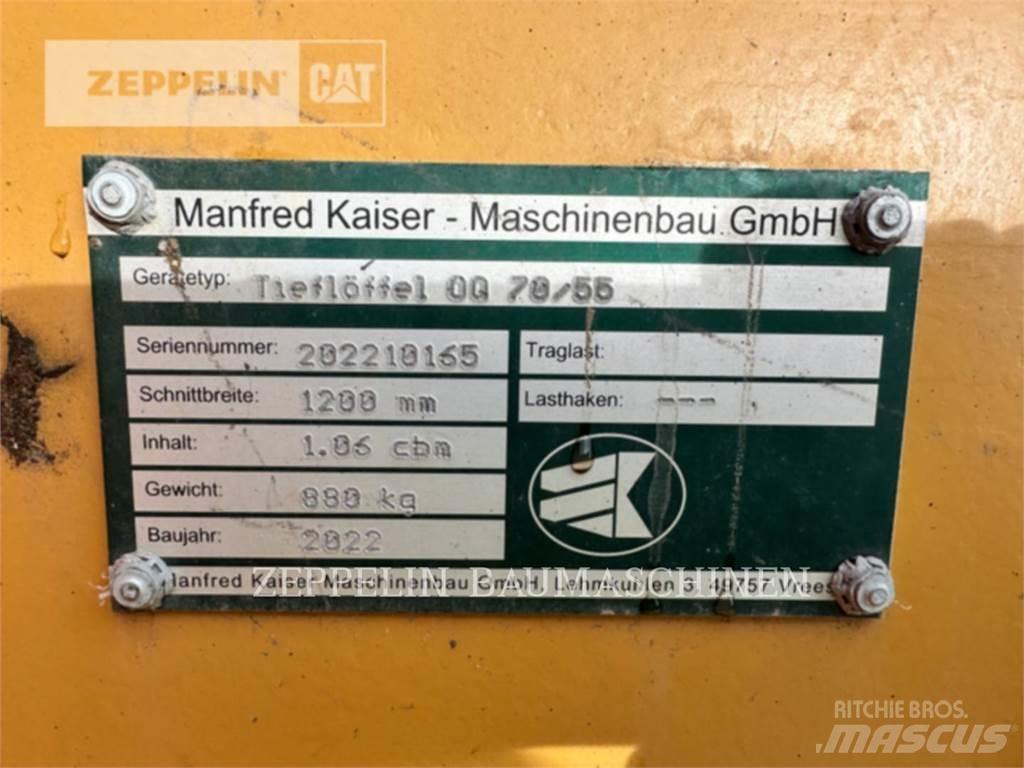 ZEPPELIN CAT
Manfred Kaiser - Maschinenbau GmbH
Gerätetyp: Tieflöffel OQ 70/55
Seriennummer: 202210165
Traglast:
Schnittbreite: 1200 mm
Lasthaken: ---
Inhalt: 1.06 cbm
Gewicht: 880 kg
Baujahr: 2022
Manfred Kaiser Maschinenbau GmbH, Lehmkuhlen 3, 49757 Vrees
ZEPPELIN BAUMASCHINEN
RITCHIE BROS.
MASCUS